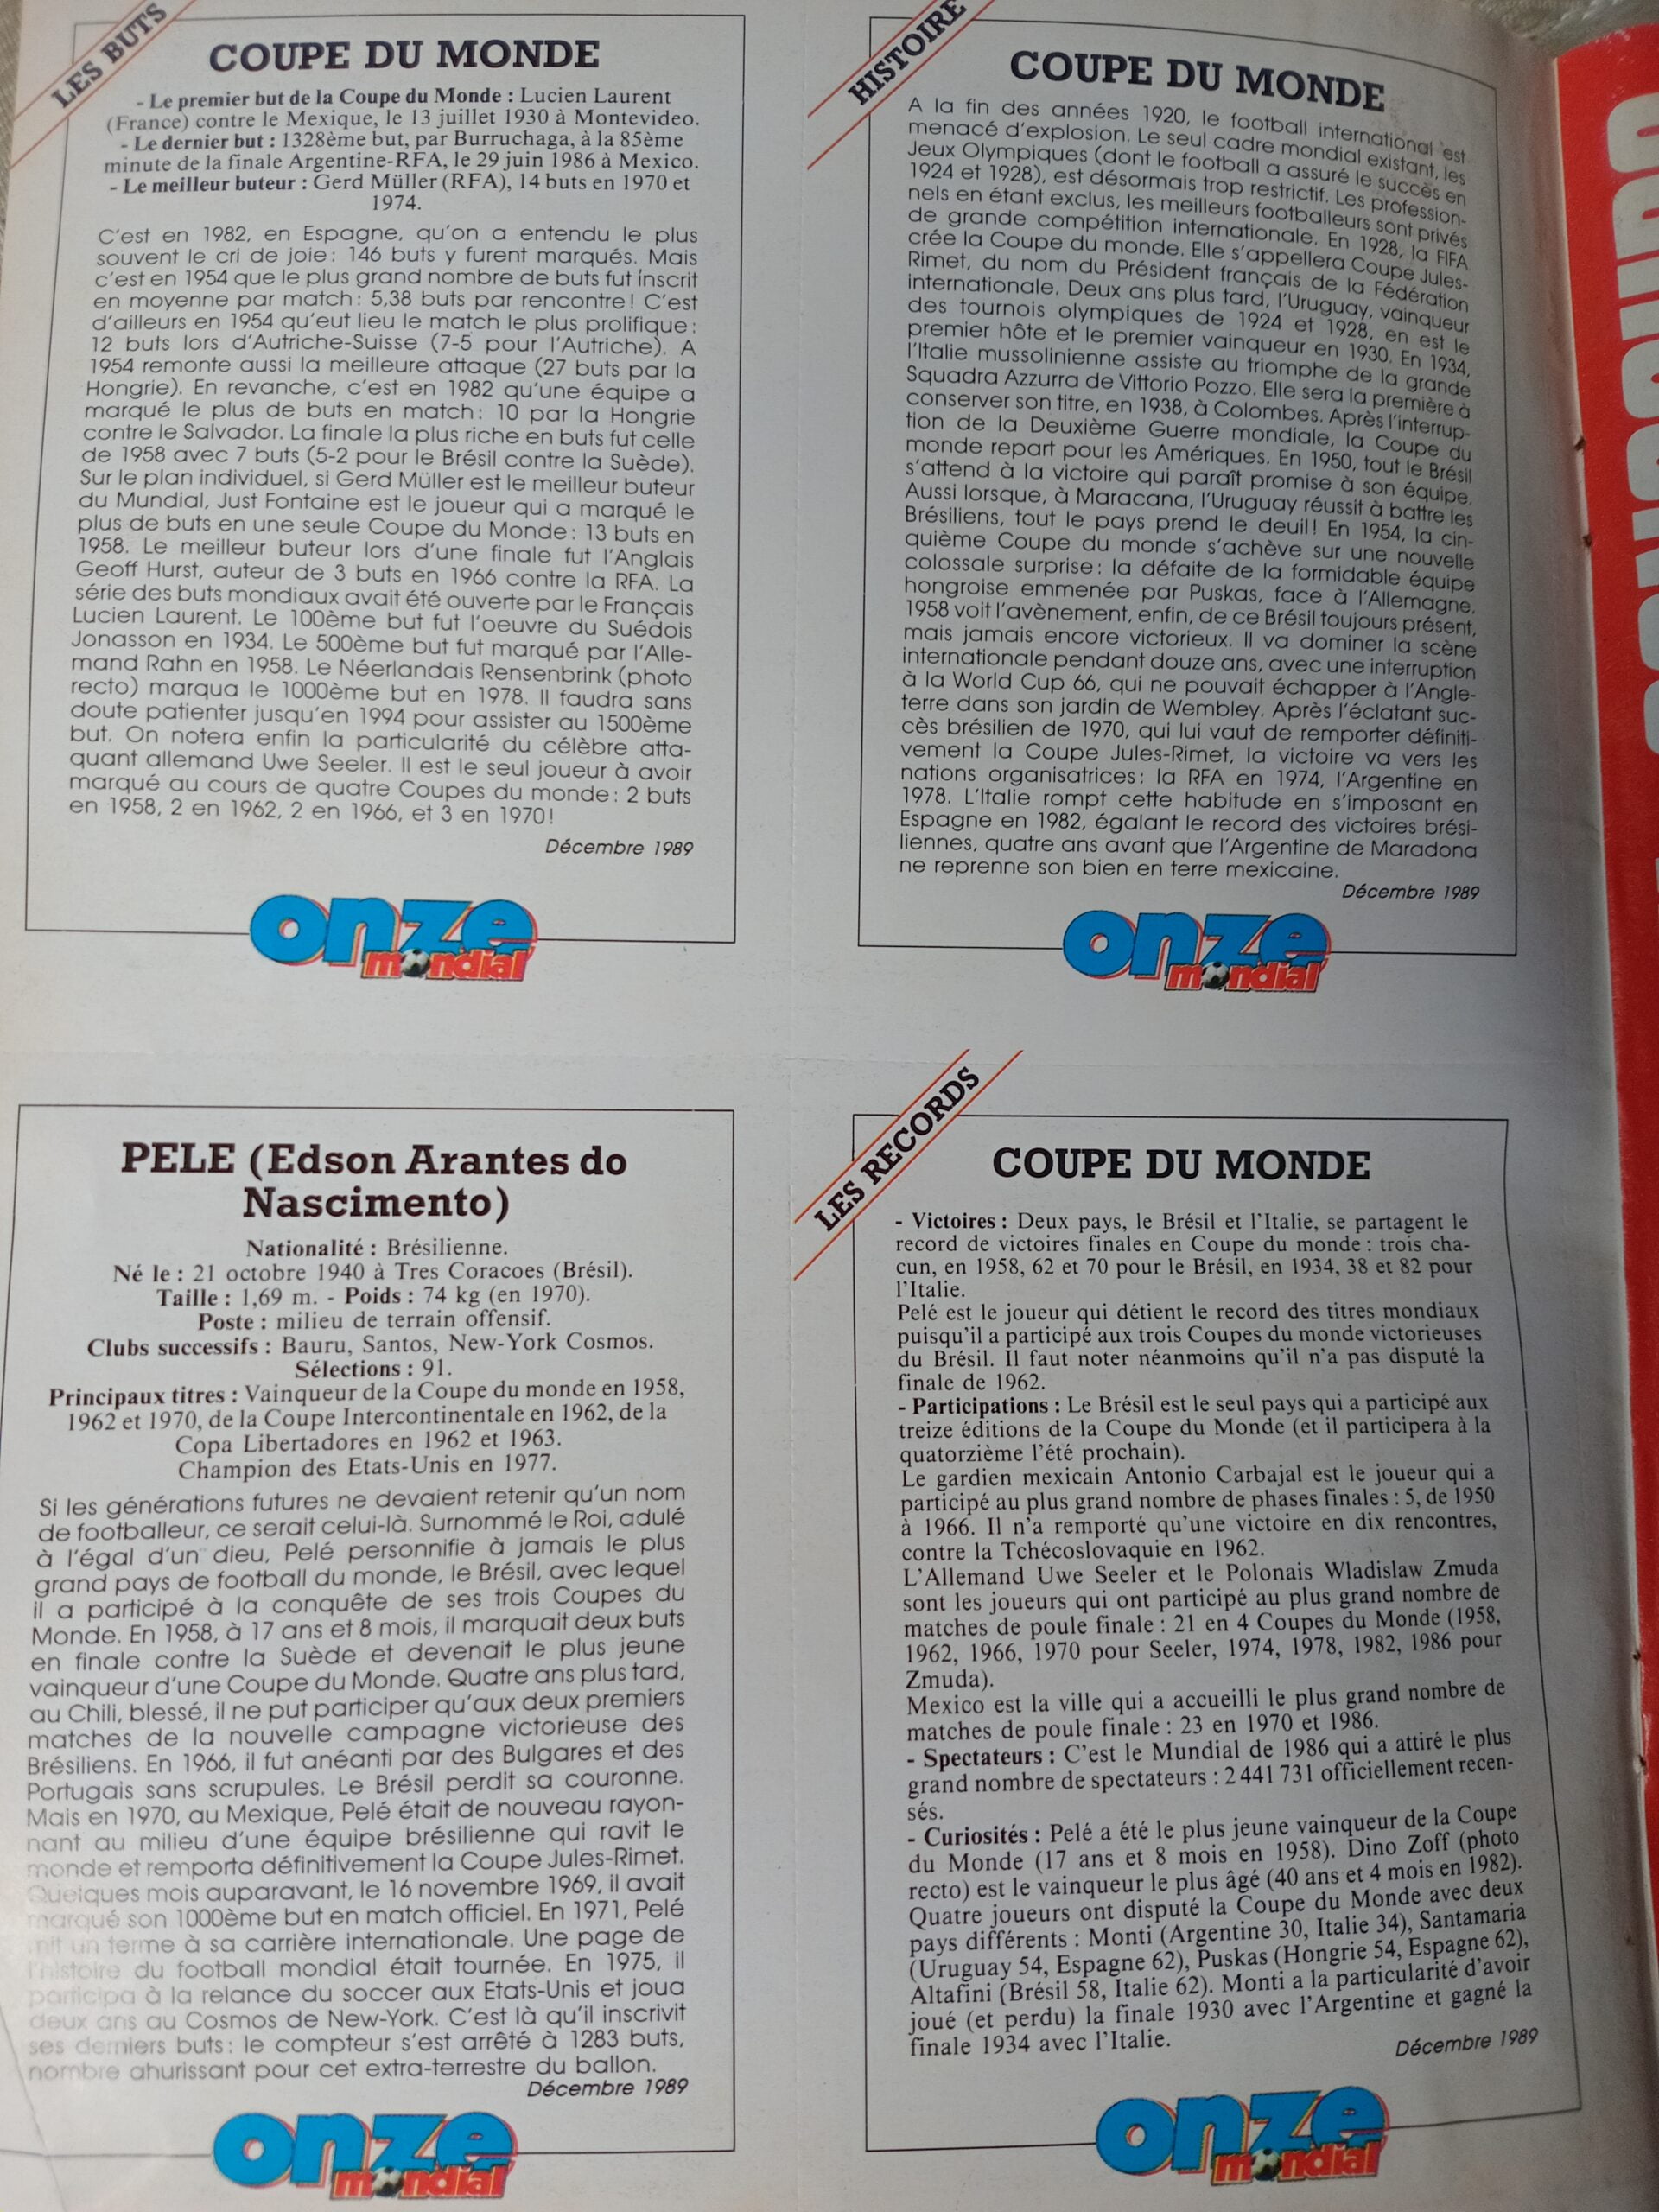 LES BUTS
COUPE DU MONDE
- Le premier but de la Coupe du Monde : Lucien Laurent
(France) contre le Mexique, le 13 juillet 1930 à Montevideo.
- Le dernier but : 1328ème but, par Burruchaga, à la 85ème
minute de la finale Argentine-RFA, le 29 juin 1986 à Mexico.
- Le meilleur buteur : Gerd Müller (RFA), 14 buts en 1970 et
1974.
C'est en 1982, en Espagne, qu'on a entendu le plus
souvent le cri de joie : 146 buts y furent marqués. Mais
c'est en 1954 que le plus grand nombre de buts fut inscrit
en moyenne par match : 5,38 buts par rencontre ! C'est
d'ailleurs en 1954 qu'eut lieu le match le plus prolifique :
12 buts lors d'Autriche-Suisse (7-5 pour l'Autriche). A
1954 remonte aussi la meilleure attaque (27 buts par la
Hongrie). En revanche, c'est en 1982 qu'une équipe a
marqué le plus de buts en match : 10 par la Hongrie
contre le Salvador. La finale la plus riche en buts fut celle
de 1958 avec 7 buts (5-2 pour le Brésil contre la Suède).
Sur le plan individuel, si Gerd Müller est le meilleur buteur
du Mundial, Just Fontaine est le joueur qui a marqué le
plus de buts en une seule Coupe du Monde : 13 buts en
1958. Le meilleur buteur lors d'une finale fut l'Anglais
Geoff Hurst, auteur de 3 buts en 1966 contre la RFA. La
série des buts mondiaux avait été ouverte par le Français
Lucien Laurent. Le 100ème but fut l'oeuvre du Suédois
Jonasson en 1934. Le 500ème but fut marqué par l'Alle-
mand Rahn en 1958. Le Néerlandais Rensenbrink (photo
recto) marqua le 1000ème but en 1978. Il faudra sans
doute patienter jusqu'en 1994 pour assister au 1500ème
but. On notera enfin la particularité du célèbre atta-
quant allemand Uwe Seeler. Il est le seul joueur à avoir
marqué au cours de quatre Coupes du monde : 2 buts
en 1958, 2 en 1962, 2 en 1966, et 3 en 1970 !
Décembre 1989
onze
mondial
HISTOIRE
COUPE DU MONDE
A la fin des années 1920, le football international est
menacé d'explosion. Le seul cadre mondial existant, les
Jeux Olympiques (dont le football a assuré le succès en
1924 et 1928), est désormais trop restrictif. Les profession-
nels en étant exclus, les meilleurs footballeurs sont privés
de grande compétition internationale. En 1928, la FIFA
crée la Coupe du monde. Elle s'appellera Coupe Jules-
Rimet, du nom du Président français de la Fédération
internationale. Deux ans plus tard, l'Uruguay, vainqueur
des tournois olympiques de 1924 et 1928, en est le
premier hôte et le premier vainqueur en 1930. En 1934,
l'Italie mussolinienne assiste au triomphe de la grande
Squadra Azzurra de Vittorio Pozzo. Elle sera la première à
conserver son titre, en 1938, à Colombes. Après l'interrup-
tion de la Deuxième Guerre mondiale, la Coupe du
monde repart pour les Amériques. En 1950, tout le Brésil
s'attend à la victoire qui paraît promise à son équipe.
Aussi lorsque, à Maracana, l'Uruguay réussit à battre les
Brésiliens, tout le pays prend le deuil ! En 1954, la cin-
quième Coupe du monde s'achève sur une nouvelle
colossale surprise : la défaite de la formidable équipe
hongroise emmenée par Puskas, face à l'Allemagne.
1958 voit l'avènement, enfin, de ce Brésil toujours présent,
mais jamais encore victorieux. Il va dominer la scène
internationale pendant douze ans, avec une interruption
à la World Cup 66, qui ne pouvait échapper à l'Angle-
terre dans son jardin de Wembley. Après l'éclatant suc-
cès brésilien de 1970, qui lui vaut de remporter définiti-
vement la Coupe Jules-Rimet, la victoire va vers les
nations organisatrices : la RFA en 1974, l'Argentine en
1978. L'Italie rompt cette habitude en s'imposant en
Espagne en 1982, égalant le record des victoires brési-
liennes, quatre ans avant que l'Argentine de Maradona
ne reprenne son bien en terre mexicaine.
Décembre 1989
onze
mondial
PELE (Edson Arantes do
Nascimento)
Nationalité : Brésilienne.
Né le : 21 octobre 1940 à Tres Coracoes (Brésil).
Taille : 1,69 m. - Poids : 74 kg (en 1970).
Poste : milieu de terrain offensif.
Clubs successifs : Bauru, Santos, New-York Cosmos.
Sélections : 91.
Principaux titres : Vainqueur de la Coupe du monde en 1958,
1962 et 1970, de la Coupe Intercontinentale en 1962, de la
Copa Libertadores en 1962 et 1963.
Champion des Etats-Unis en 1977.
Si les générations futures ne devaient retenir qu'un nom
de footballeur, ce serait celui-là. Surnommé le Roi, adulé
à l'égal d'un dieu, Pelé personnifie à jamais le plus
grand pays de football du monde, le Brésil, avec lequel
il a participé à la conquête de ses trois Coupes du
Monde. En 1958, à 17 ans et 8 mois, il marquait deux buts
en finale contre la Suède et devenait le plus jeune
vainqueur d'une Coupe du Monde. Quatre ans plus tard,
au Chili, blessé, il ne put participer qu'aux deux premiers
matches de la nouvelle campagne victorieuse des
Brésiliens. En 1966, il fut anéanti par des Bulgares et des
Portugais sans scrupules. Le Brésil perdit sa couronne.
Mais en 1970, au Mexique, Pelé était de nouveau rayon-
nant au milieu d'une équipe brésilienne qui ravit le
monde et remporta définitivement la Coupe Jules-Rimet.
Quelques mois auparavant, le 16 novembre 1969, il avait
marqué son 1000ème but en match officiel. En 1971, Pelé
mit un terme à sa carrière internationale. Une page de
l'histoire du football mondial était tournée. En 1975, il
participa à la relance du soccer aux Etats-Unis et joua
deux ans au Cosmos de New-York. C'est là qu'il inscrivit
ses derniers buts : le compteur s'est arrêté à 1283 buts,
nombre ahurissant pour cet extra-terrestre du ballon.
Décembre 1989
onze
mondial
LES RECORDS
COUPE DU MONDE
- Victoires : Deux pays, le Brésil et l'Italie, se partagent le
record de victoires finales en Coupe du monde : trois cha-
cun, en 1958, 62 et 70 pour le Brésil, en 1934, 38 et 82 pour
l'Italie.
Pelé est le joueur qui détient le record des titres mondiaux
puisqu'il a participé aux trois Coupes du monde victorieuses
du Brésil. Il faut noter néanmoins qu'il n'a pas disputé la
finale de 1962.
- Participations : Le Brésil est le seul pays qui a participé aux
treize éditions de la Coupe du Monde (et il participera à la
quatorzième l'été prochain).
Le gardien mexicain Antonio Carbajal est le joueur qui a
participé au plus grand nombre de phases finales : 5, de 1950
à 1966. Il n'a remporté qu'une victoire en dix rencontres,
contre la Tchécoslovaquie en 1962.
L'Allemand Uwe Seeler et le Polonais Wladislaw Zmuda
sont les joueurs qui ont participé au plus grand nombre de
matches de poule finale : 21 en 4 Coupes du Monde (1958,
1962, 1966, 1970 pour Seeler, 1974, 1978, 1982, 1986 pour
Zmuda).
Mexico est la ville qui a accueilli le plus grand nombre de
matches de poule finale : 23 en 1970 et 1986.
- Spectateurs : C'est le Mundial de 1986 qui a attiré le plus
grand nombre de spectateurs : 2 441 731 officiellement recen-
sés.
- Curiosités : Pelé a été le plus jeune vainqueur de la Coupe
du Monde (17 ans et 8 mois en 1958). Dino Zoff (photo
recto) est le vainqueur le plus âgé (40 ans et 4 mois en 1982).
Quatre joueurs ont disputé la Coupe du Monde avec deux
pays différents : Monti (Argentine 30, Italie 34), Santamaria
(Uruguay 54, Espagne 62), Puskas (Hongrie 54, Espagne 62),
Altafini (Brésil 58, Italie 62). Monti a la particularité d'avoir
joué (et perdu) la finale 1930 avec l'Argentine et gagné la
finale 1934 avec l'Italie.
Décembre 1989
onze
mondial